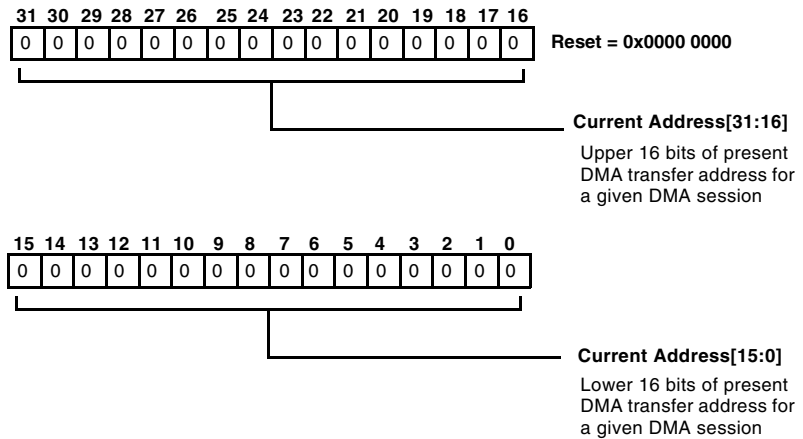 31 30 29 28 27 26 25 24 23 22 21 20 19 18 17 16
0 0 0 0 0 0 0 0 0 0 0 0 0 0 0 0 Reset = 0x0000 0000
Current Address[31:16]
Upper 16 bits of present
DMA transfer address for
a given DMA session
15 14 13 12 11 10 9 8 7 6 5 4 3 2 1 0
0 0 0 0 0 0 0 0 0 0 0 0 0 0 0 0
Current Address[15:0]
Lower 16 bits of present
DMA transfer address for
a given DMA session